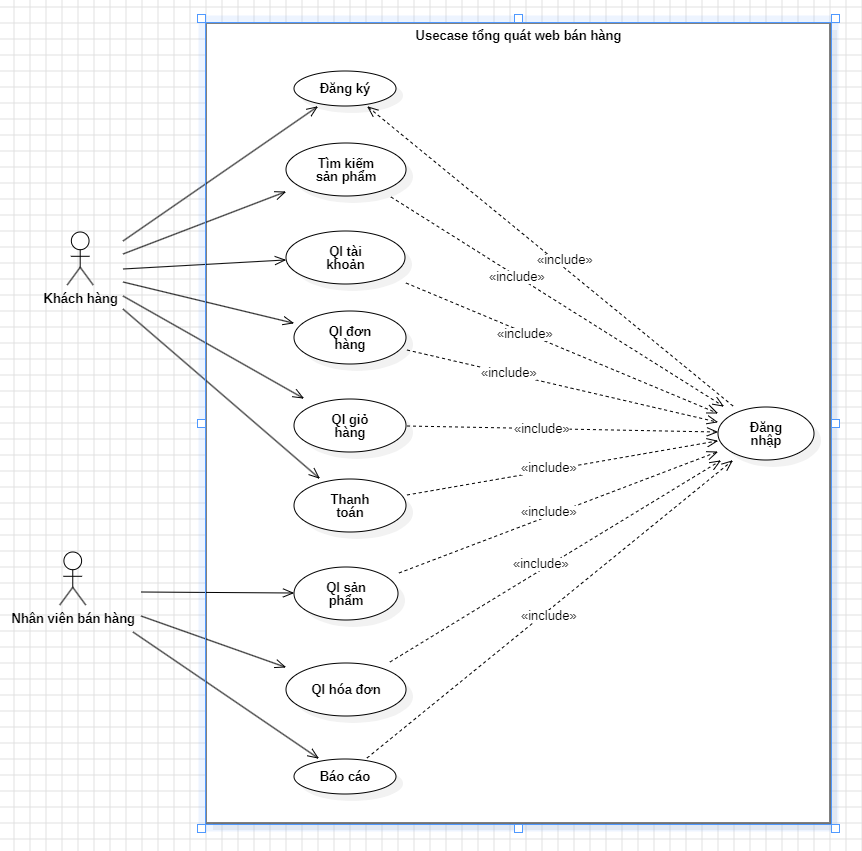 Usecase tổng quát web bán hàng
Đăng ký
Tìm kiếm
sản phẩm
«include»
«include»
Ql tài
khoản
Khách hàng
«include»
Ql đơn
hàng
«include»
Ql giỏ
hàng
«include»
Đăng
nhập
«include»
Thanh
toán
«include»
«include»
Ql sản
phẩm
Nhân viên bán hàng
«include»
Ql hóa đơn
Báo cáo